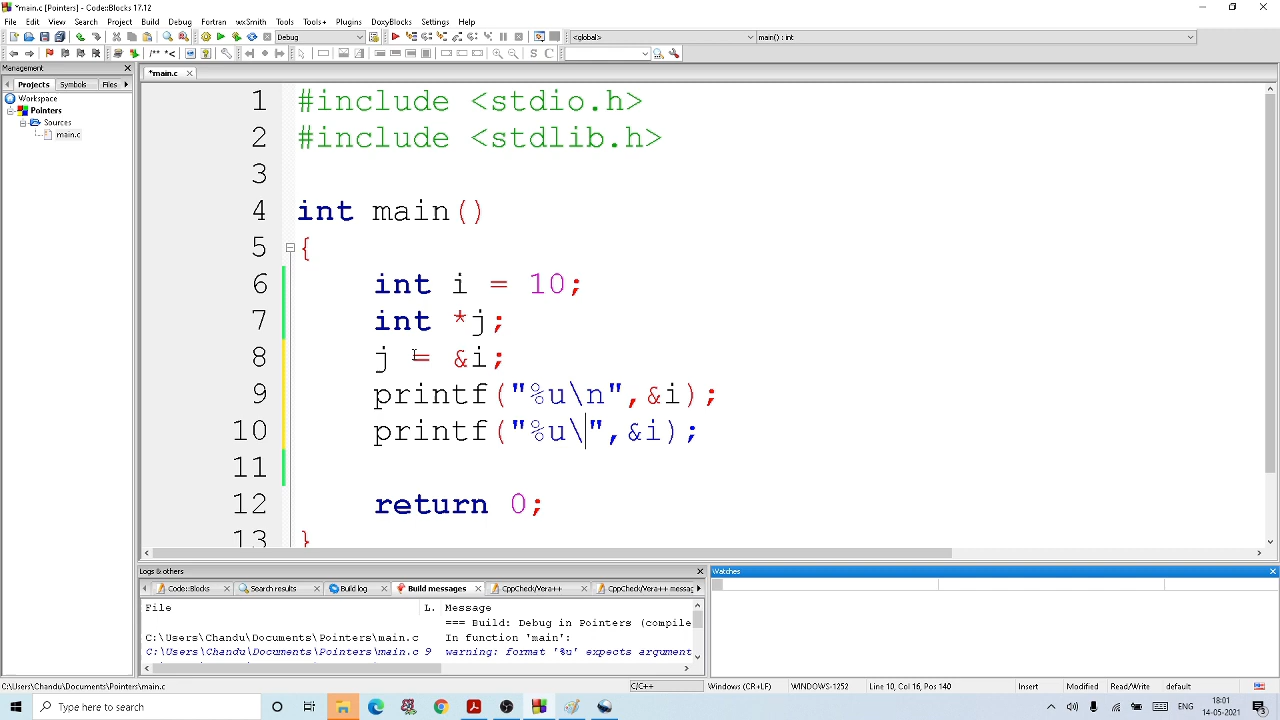 *main.c [Pointers] - Code::Blocks 17.12
File Edit View Search Project Build Debug Fortran wxSmith Tools Tools+ Plugins DoxyBlocks Settings Help
Debug <global> main() : int
/** *< S C
Management
Projects Symbols Files
*main.c
Workspace
Pointers
Sources
main.c
1 #include <stdio.h>
2 #include <stdlib.h>
3
4 int main()
5 {
6 int i = 10;
7 int *j;
8 j = &i;
9 printf("%u\n",&i);
10 printf("%u\",&i);
11
12 return 0;
13 }
Logs & others
Code::Blocks Search results Build log Build messages CppCheck/Vera++ CppCheck/Vera++ messag
File L. Message
=== Build: Debug in Pointers (compile
C:\Users\Chandu\Documents\Pointers\main.c In function 'main':
C:\Users\Chandu\Documents\Pointers\main.c 9 warning: format '%u' expects argument
Watches
C:\Users\Chandu\Documents\Pointers\main.c C/C++ Windows (CR+LF) WINDOWS-1252 Line 10, Col 16, Pos 140 Insert Modified Read/Write default
Type here to search
ENG
18:01
14-05-2021